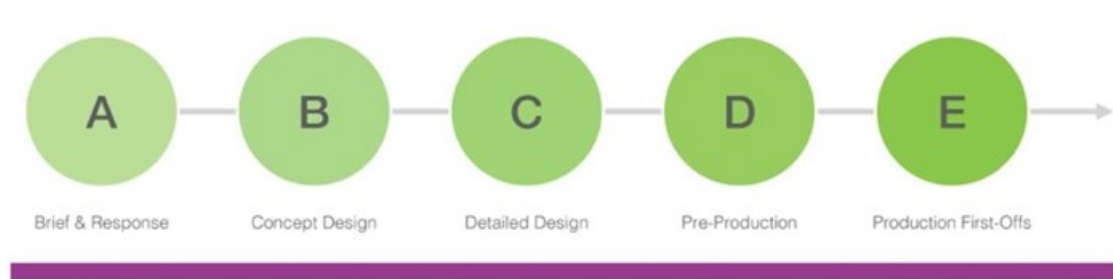 A
B
C
D
E
Brief & Response
Concept Design
Detailed Design
Pre-Production
Production First-Offs